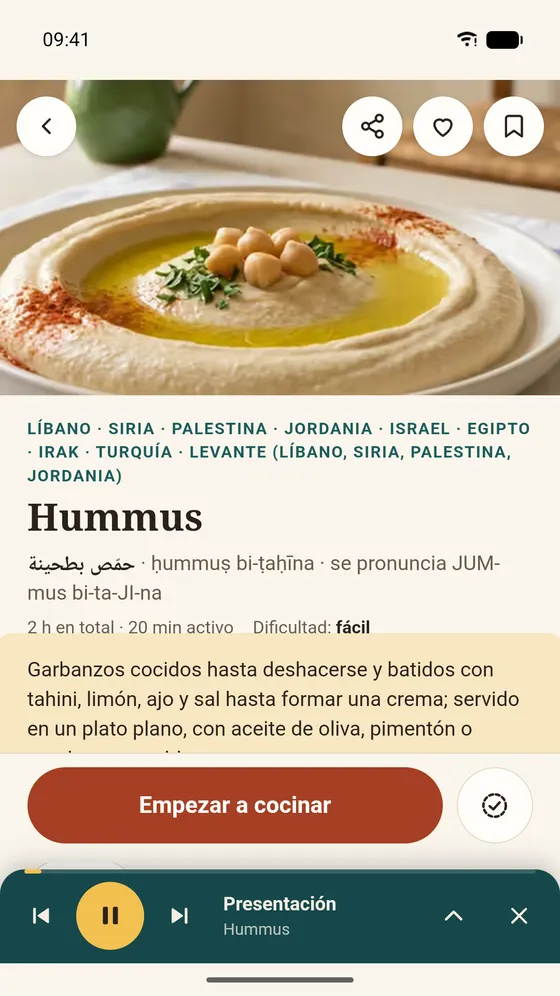 09:41
LÍBANO · SIRIA · PALESTINA · JORDANIA · ISRAEL · EGIPTO
· IRAK · TURQUÍA · LEVANTE (LÍBANO, SIRIA, PALESTINA,
JORDANIA)
Hummus
حمّص بطحينة · ḥummuṣ bi-ṭaḥīna · se pronuncia JUM-
mus bi-ta-JI-na
2 h en total · 20 min activo Dificultad: fácil
Garbanzos cocidos hasta deshacerse y batidos con
tahini, limón, ajo y sal hasta formar una crema; servido
en un plato plano, con aceite de oliva, pimentón o
Empezar a cocinar
Presentación
Hummus